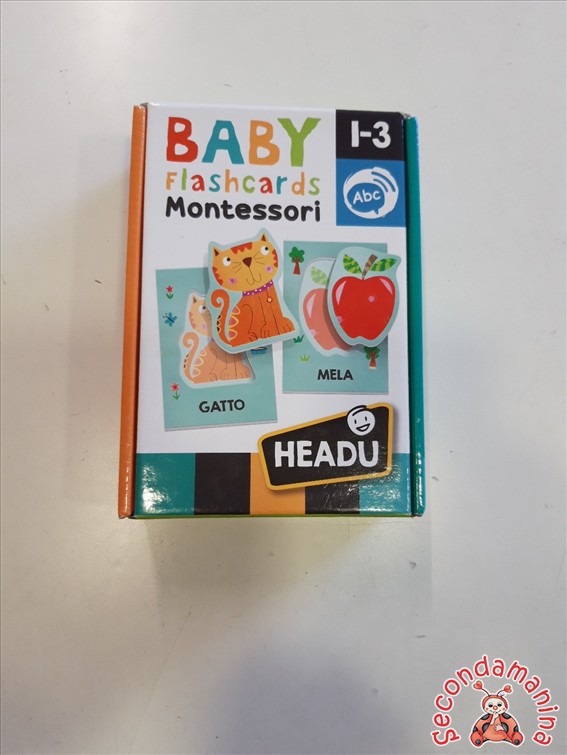 BABY
Flashcards
Montessori
1-3
Abc
GATTO
MELA
HEADU
Secondamanina